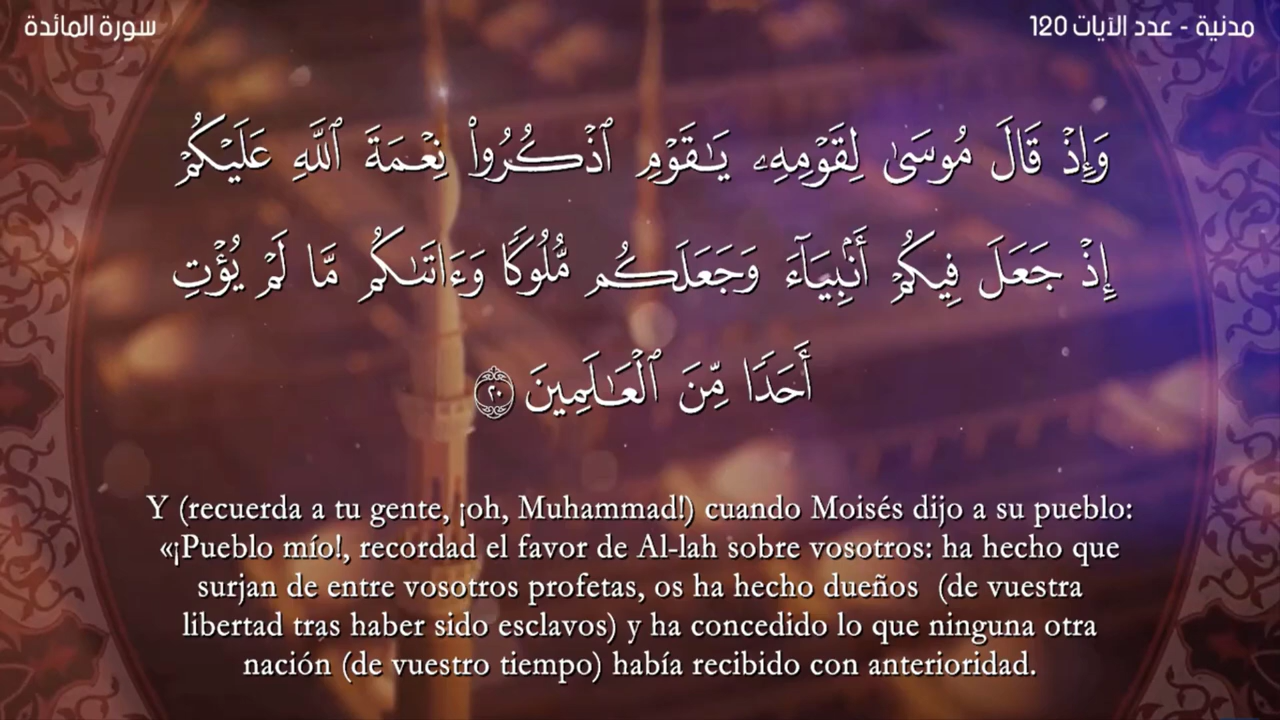 سورة المائدة
مدنية - عدد الآيات 120
وَإِذْ قَالَ مُوسَىٰ لِقَوْمِهِۦ يَـٰقَوْمِ ٱذْكُرُوا۟ نِعْمَةَ ٱللَّهِ عَلَيْكُمْ
إِذْ جَعَلَ فِيكُمْ أَنۢبِيَآءَ وَجَعَلَكُم مُّلُوكًا وَءَاتَىٰكُم مَّا لَمْ يُؤْتِ
أَحَدًا مِّنَ ٱلْعَـٰلَمِينَ ٢٠
Y (recuerda a tu gente, ¡oh, Muhammad!) cuando Moisés dijo a su pueblo:
«¡Pueblo mío!, recordad el favor de Al-lah sobre vosotros: ha hecho que
surjan de entre vosotros profetas, os ha hecho dueños (de vuestra
libertad tras haber sido esclavos) y ha concedido lo que ninguna otra
nación (de vuestro tiempo) había recibido con anterioridad.